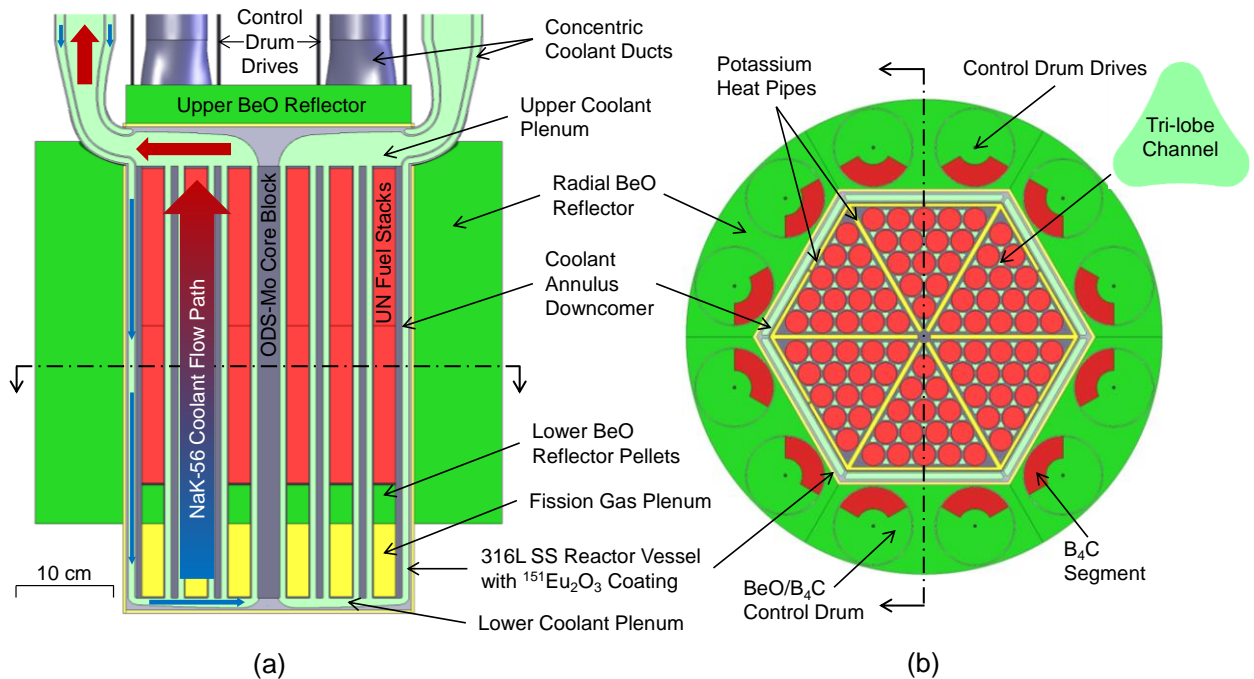 Control
Drum
Drives
Concentric
Coolant Ducts
Upper BeO Reflector
Upper Coolant
Plenum
Radial BeO
Reflector
Coolant
Annulus
Downcomer
NaK-56 Coolant Flow Path
ODS-Mo Core Block
UN Fuel Stacks
Lower BeO
Reflector Pellets
Fission Gas Plenum
316L SS Reactor Vessel
with ¹⁵¹Eu₂O₃ Coating
Lower Coolant Plenum
10 cm
(a)
Potassium
Heat Pipes
Control Drum Drives
Tri-lobe
Channel
B₄C
Segment
BeO/B₄C
Control Drum
(b)